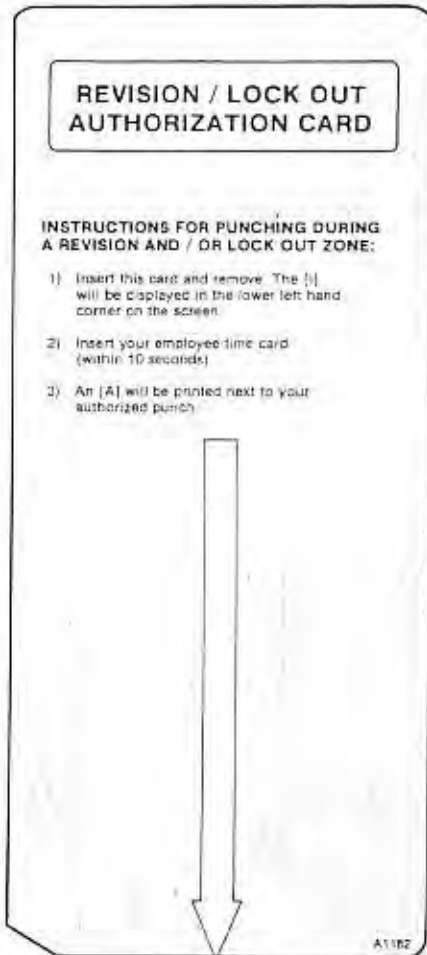 REVISION / LOCK OUT
AUTHORIZATION CARD
INSTRUCTIONS FOR PUNCHING DURING
A REVISION AND / OR LOCK OUT ZONE:
1) Insert this card and remove. The
will be displayed in the lower left hand
corner on the screen.
2) Insert your employee time card
(within 10 seconds)
3) An [A] will be printed next to your
authorized punch
A1182